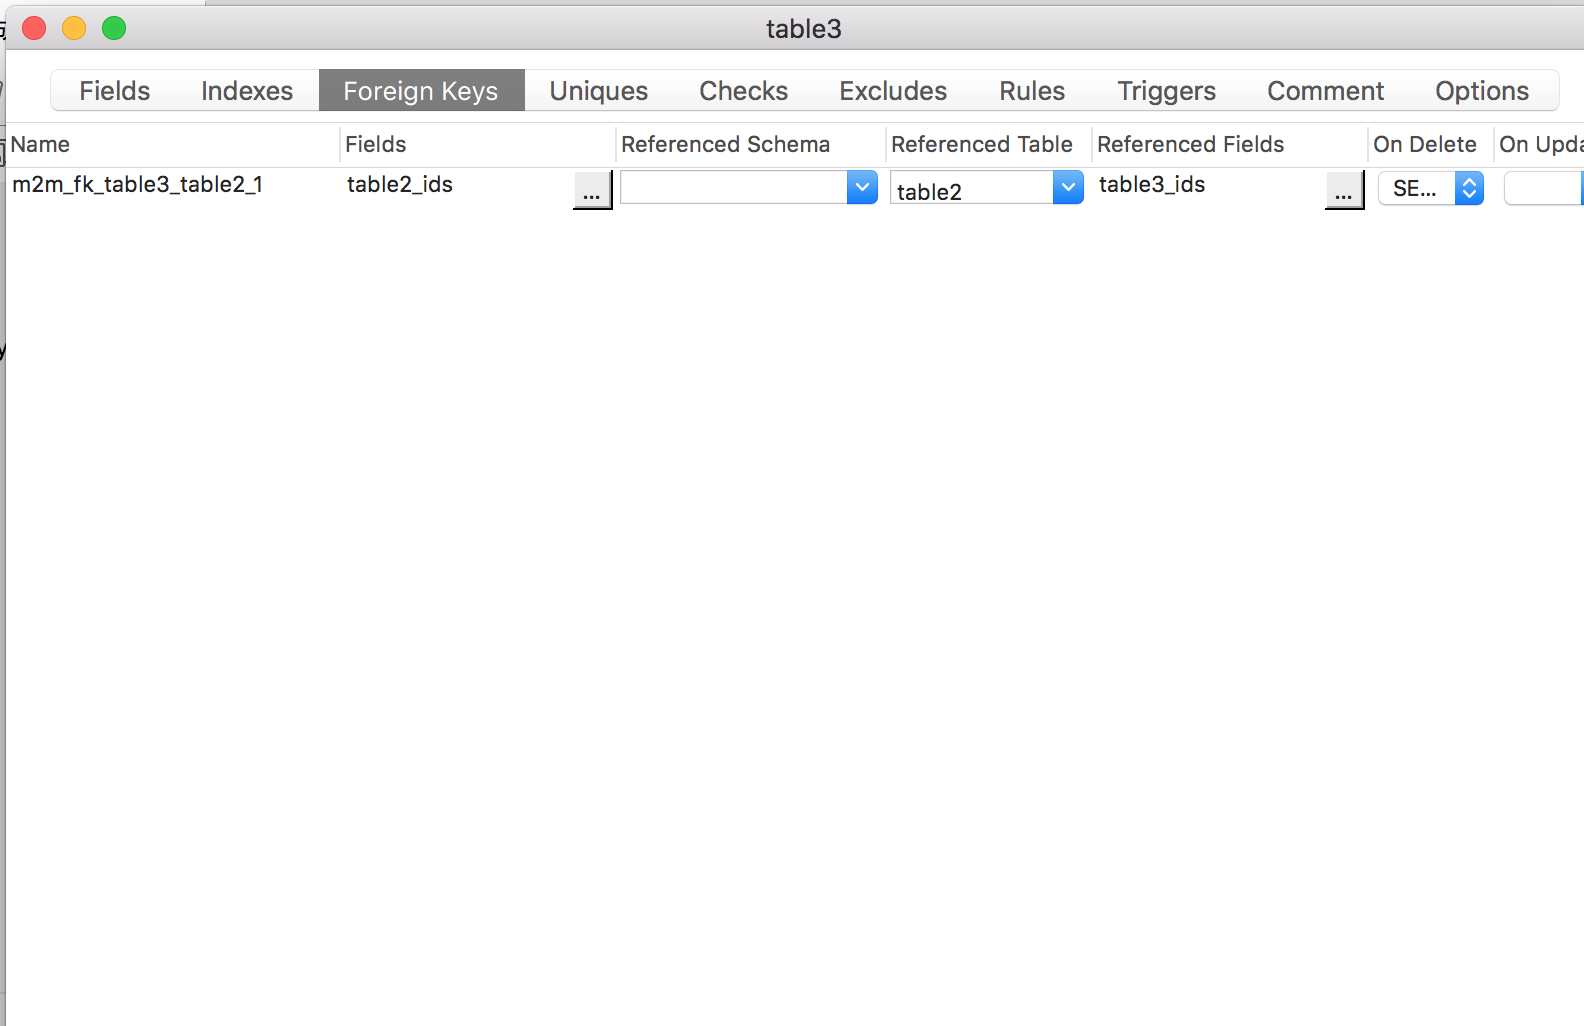 table3
Fields Indexes Foreign Keys Uniques Checks Excludes Rules Triggers Comment Options
Name Fields Referenced Schema Referenced Table Referenced Fields On Delete On Upda
m2m_fk_table3_table2_1 table2_ids ... table2 table3_ids ... SE...